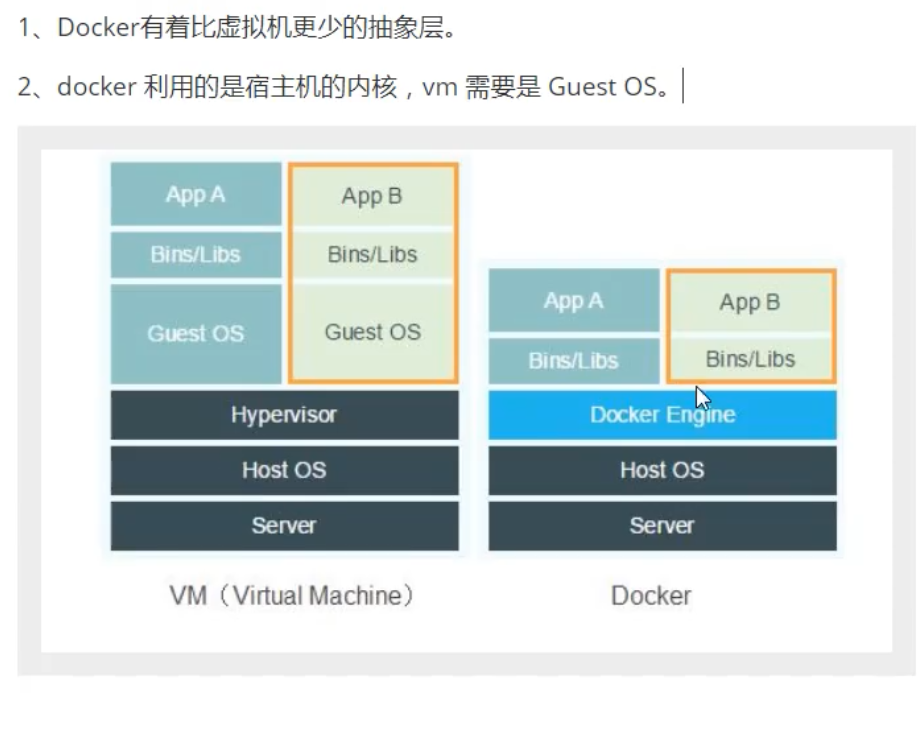 1、Docker有着比虚拟机更少的抽象层。
2、docker 利用的是宿主机的内核，vm 需要是 Guest OS。
App A
App B
Bins/Libs
Bins/Libs
Guest OS
Guest OS
Hypervisor
Host OS
Server
VM（Virtual Machine）
App A
App B
Bins/Libs
Bins/Libs
Docker Engine
Host OS
Server
Docker